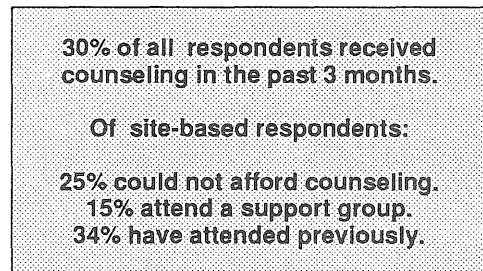 30% of all respondents received
counseling in the past 3 months.
Of site-based respondents:
25% could not afford counseling.
15% attend a support group.
34% have attended previously.